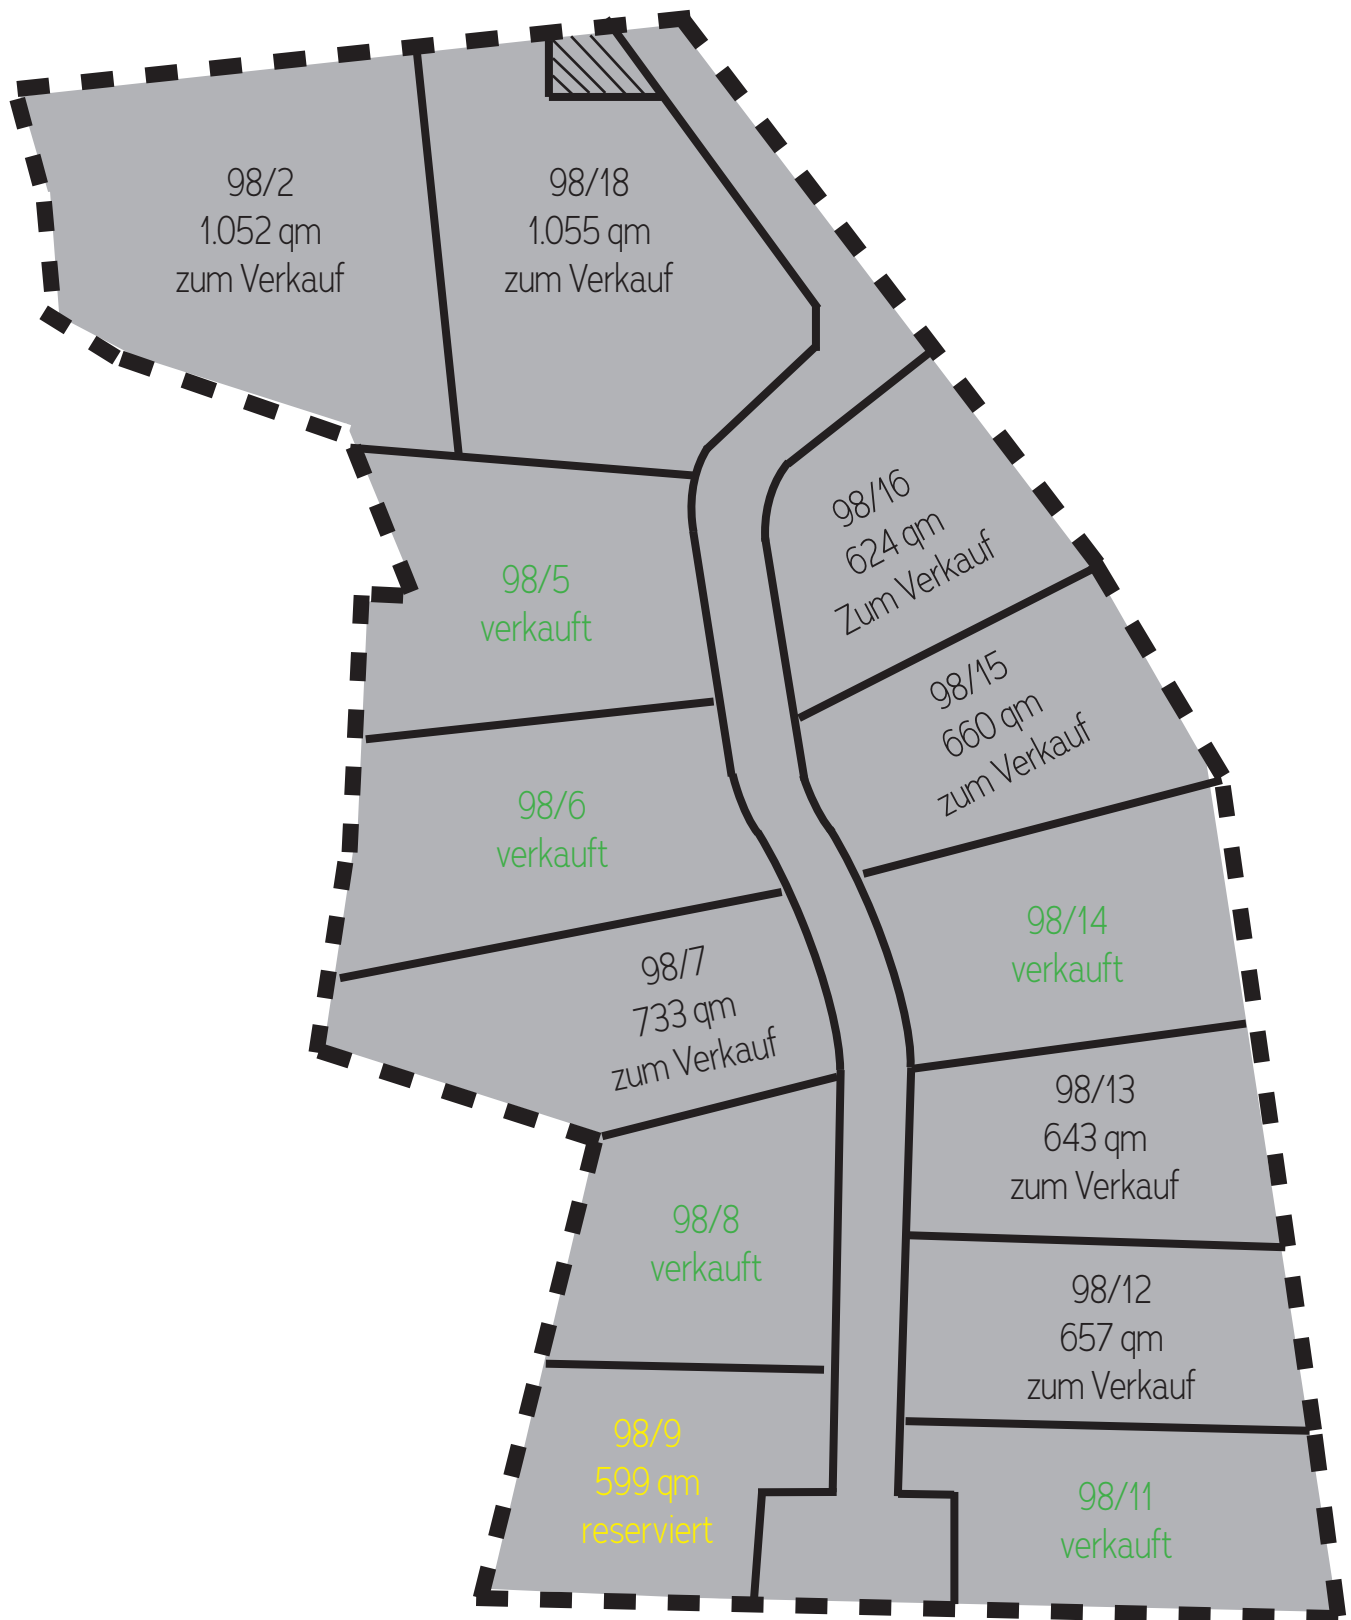 98/2
1.052 qm
zum Verkauf
98/18
1.055 qm
zum Verkauf
98/16
624 qm
Zum Verkauf
98/5
verkauft
98/15
660 qm
zum Verkauf
98/6
verkauft
98/14
verkauft
98/7
733 qm
zum Verkauf
98/13
643 qm
zum Verkauf
98/8
verkauft
98/12
657 qm
zum Verkauf
98/9
599 qm
reserviert
98/11
verkauft